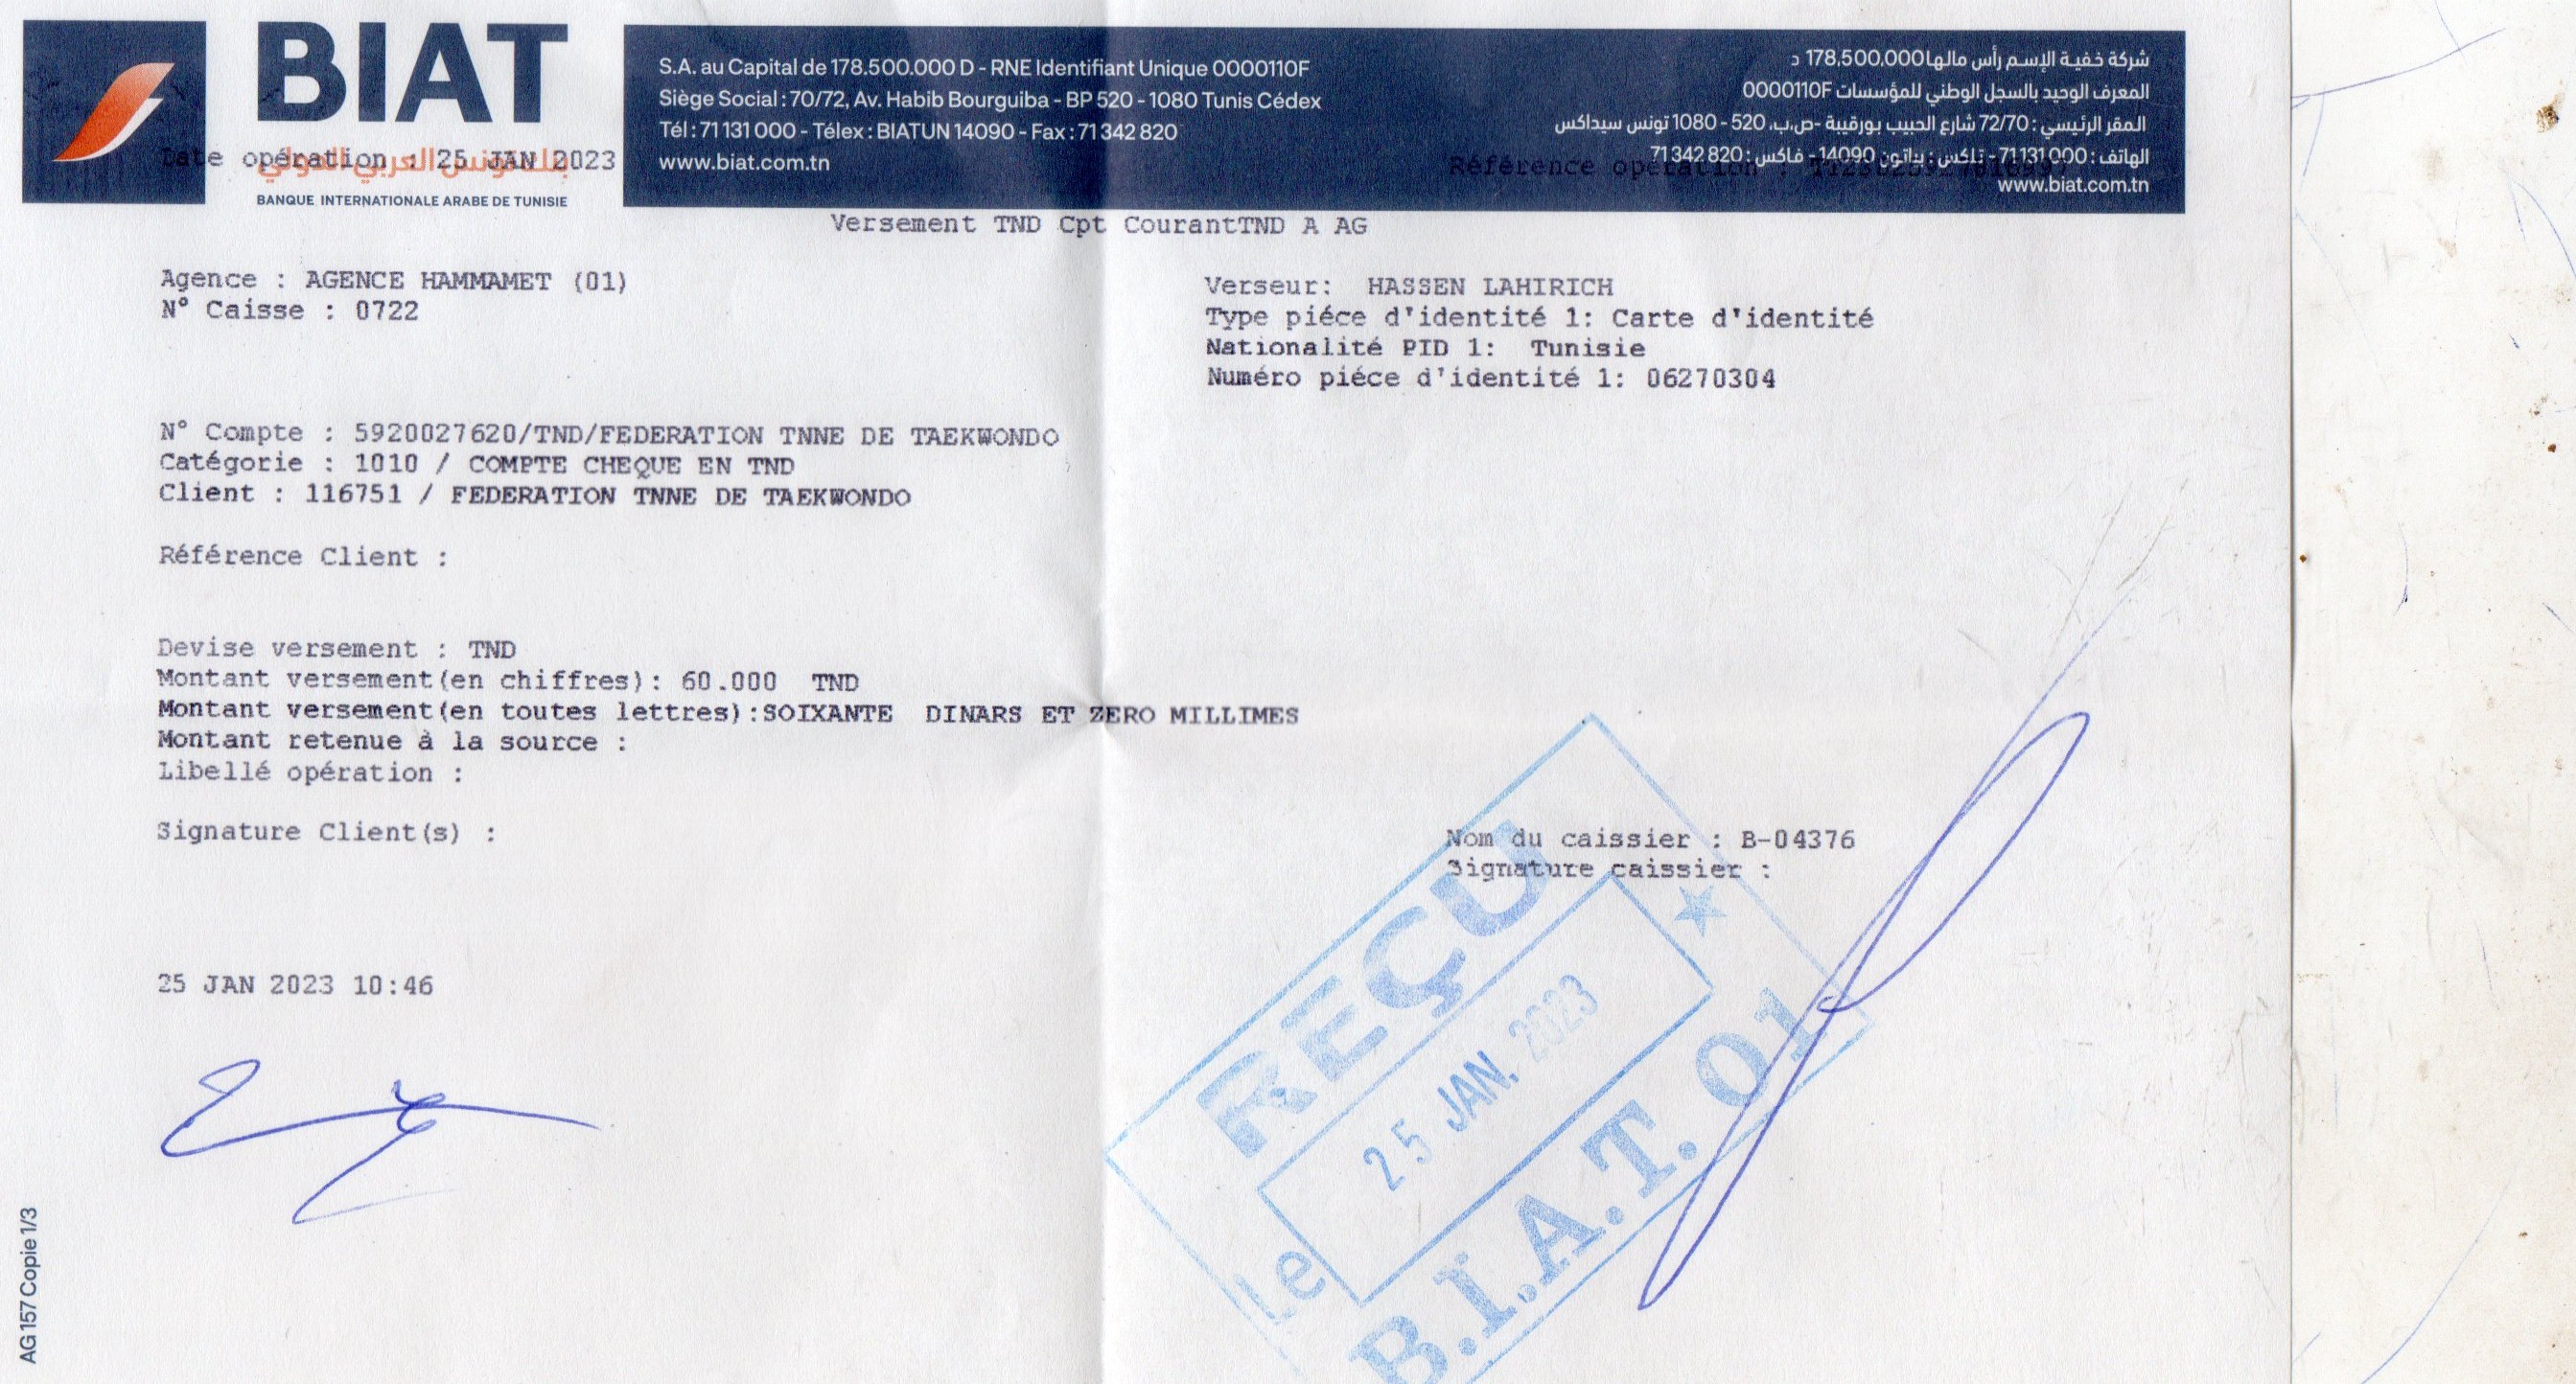 BIAT
بنك تونس العربي الدولي
BANQUE INTERNATIONALE ARABE DE TUNISIE
S.A. au Capital de 178.500.000 D - RNE Identifiant Unique 0000110F
Siège Social : 70/72, Av. Habib Bourguiba - BP 520 - 1080 Tunis Cédex
Tél : 71 131 000 - Télex : BIATUN 14090 - Fax : 71 342 820
www.biat.com.tn
شركة خفية الإسم رأس مالها 178.500.000 د
المعرف الوحيد بالسجل الوطني للمؤسسات 0000110F
المقر الرئيسي : 72/70 شارع الحبيب بورقيبة -ص.ب. 520 - 1080 تونس سيداكس
الهاتف : 71131000 - تلكس : بياتون 14090 - فاكس : 71342820
www.biat.com.tn
Date opération : 25 JAN 2023
Référence opération :
Versement TND Cpt CourantTND A AG
Agence : AGENCE HAMMAMET (01)
N° Caisse : 0722
Verseur: HASSEN LAHIRICH
Type piéce d'identité 1: Carte d'identité
Nationalité PID 1: Tunisie
Numéro piéce d'identité 1: 06270304
N° Compte : 5920027620/TND/FEDERATION TNNE DE TAEKWONDO
Catégorie : 1010 / COMPTE CHEQUE EN TND
Client : 116751 / FEDERATION TNNE DE TAEKWONDO
Référence Client :
Devise versement : TND
Montant versement(en chiffres): 60.000 TND
Montant versement(en toutes lettres):SOIXANTE DINARS ET ZERO MILLIMES
Montant retenue à la source :
Libellé opération :
Signature Client(s) :
Nom du caissier : B-04376
Signature caissier :
25 JAN 2023 10:46
REÇU
Le 25 JAN. 2023
B.I.A.T. 01
AG 157 Copie 1/3